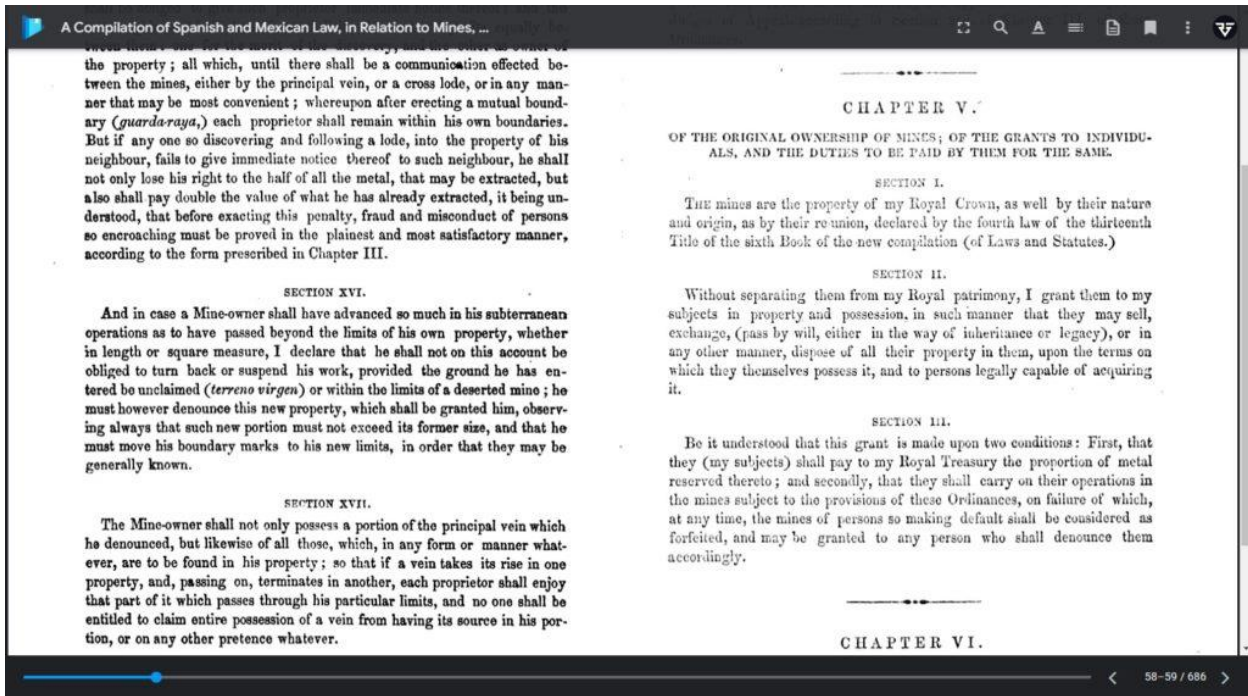 A Compilation of Spanish and Mexican Law, in Relation to Mines, ...
the property ; all which, until there shall be a communication effected be-
tween the mines, either by the principal vein, or a cross lode, or in any man-
ner that may be most convenient ; whereupon after erecting a mutual bound-
ary (guarda-raya,) each proprietor shall remain within his own boundaries.
But if any one so discovering and following a lode, into the property of his
neighbour, fails to give immediate notice thereof to such neighbour, he shall
not only lose his right to the half of all the metal, that may be extracted, but
also shall pay double the value of what he has already extracted, it being un-
derstood, that before exacting this penalty, fraud and misconduct of persons
so encroaching must be proved in the plainest and most satisfactory manner,
according to the form prescribed in Chapter III.
SECTION XVI.
And in case a Mine-owner shall have advanced so much in his subterranean
operations as to have passed beyond the limits of his own property, whether
in length or square measure, I declare that he shall not on this account be
obliged to turn back or suspend his work, provided the ground he has en-
tered be unclaimed (terreno virgen) or within the limits of a deserted mine ; he
must however denounce this new property, which shall be granted him, observ-
ing always that such new portion must not exceed its former size, and that he
must move his boundary marks to his new limits, in order that they may be
generally known.
SECTION XVII.
The Mine-owner shall not only possess a portion of the principal vein which
he denounced, but likewise of all those, which, in any form or manner what-
ever, are to be found in his property ; so that if a vein takes its rise in one
property, and, passing on, terminates in another, each proprietor shall enjoy
that part of it which passes through his particular limits, and no one shall be
entitled to claim entire possession of a vein from having its source in his por-
tion, or on any other pretence whatever.
CHAPTER V.
OF THE ORIGINAL OWNERSHIP OF MINES; OF THE GRANTS TO INDIVIDU-
ALS, AND THE DUTIES TO BE PAID BY THEM FOR THE SAME.
SECTION I.
THE mines are the property of my Royal Crown, as well by their nature
and origin, as by their reunion, declared by the fourth law of the thirteenth
Title of the sixth Book of the new compilation (of Laws and Statutes.)
SECTION II.
Without separating them from my Royal patrimony, I grant them to my
subjects in property and possession, in such manner that they may sell,
exchange, (pass by will, either in the way of inheritance or legacy), or in
any other manner, dispose of all their property in them, upon the terms on
which they themselves possess it, and to persons legally capable of acquiring
it.
SECTION III.
Be it understood that this grant is made upon two conditions: First, that
they (my subjects) shall pay to my Royal Treasury the proportion of metal
reserved thereto ; and secondly, that they shall carry on their operations in
the mines subject to the provisions of these Ordinances, on failure of which,
at any time, the mines of persons so making default shall be considered as
forfeited, and may be granted to any person who shall denounce them
accordingly.
CHAPTER VI.
58-59 / 686